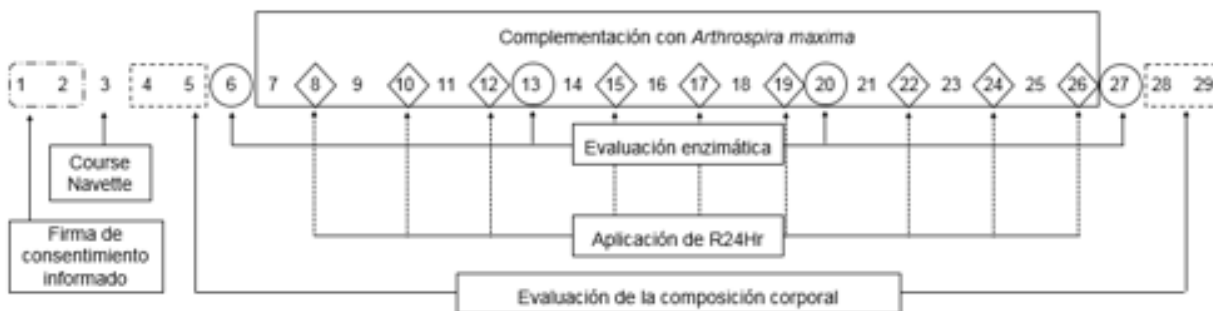 Complementación con Arthrospira maxima
1 2 3 4 5 6 7 8 9 10 11 12 13 14 15 16 17 18 19 20 21 22 23 24 25 26 27 28 29
Evaluación enzimática
Course
Navette
Aplicación de R24Hr
Firma de
consentimiento
informado
Evaluación de la composición corporal